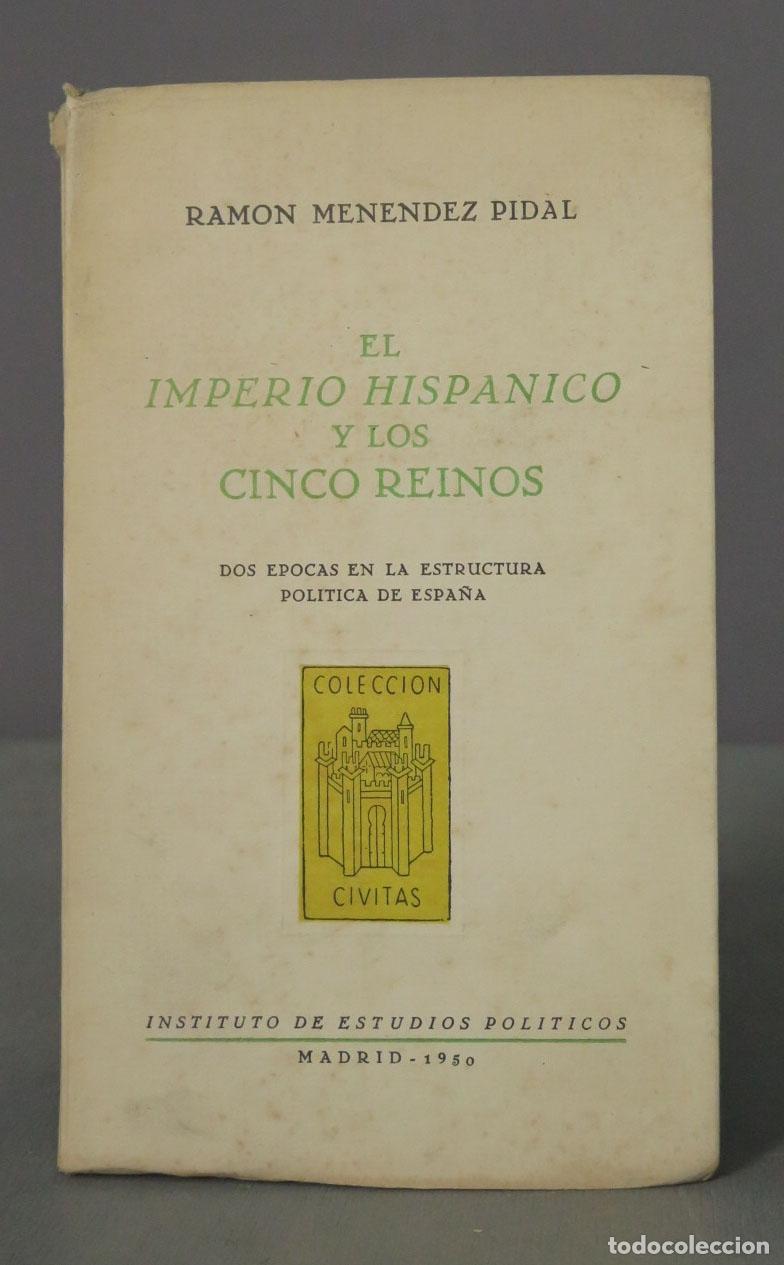 RAMON MENENDEZ PIDAL
EL
IMPERIO HISPANICO
Y LOS
CINCO REINOS
DOS EPOCAS EN LA ESTRUCTURA
POLITICA DE ESPAÑA
COLECCION
CIVITAS
INSTITUTO DE ESTUDIOS POLITICOS
MADRID - 1950
todocoleccion